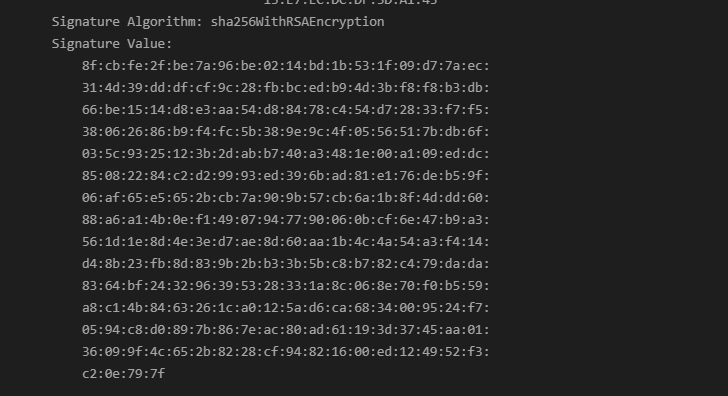 Signature Algorithm: sha256WithRSAEncryption
Signature Value:
8f:cb:fe:2f:be:7a:96:be:02:14:bd:1b:53:1f:09:d7:7a:ec:
31:4d:39:dd:df:cf:9c:28:fb:bc:ed:b9:4d:3b:f8:f8:b3:db:
66:be:15:14:d8:e3:aa:54:d8:84:78:c4:54:d7:28:33:f7:f5:
38:06:26:86:b9:f4:fc:5b:38:9e:9c:4f:05:56:51:7b:db:6f:
03:5c:93:25:12:3b:2d:ab:b7:40:a3:48:1e:00:a1:09:ed:dc:
85:08:22:84:c2:d2:99:93:ed:39:6b:ad:81:e1:76:de:b5:9f:
06:af:65:e5:65:2b:cb:7a:90:9b:57:cb:6a:1b:8f:4d:dd:60:
88:a6:a1:4b:0e:f1:49:07:94:77:90:06:0b:cf:6e:47:b9:a3:
56:1d:1e:8d:4e:3e:d7:ae:8d:60:aa:1b:4c:4a:54:a3:f4:14:
d4:8b:23:fb:8d:83:9b:2b:b3:3b:5b:c8:b7:82:c4:79:da:da:
83:64:bf:24:32:96:39:53:28:33:1a:8c:06:8e:70:f0:b5:59:
a8:c1:4b:84:63:26:1c:a0:12:5a:d6:ca:68:34:00:95:24:f7:
05:94:c8:d0:89:7b:86:7e:ac:80:ad:61:19:3d:37:45:aa:01:
36:09:9f:4c:65:2b:82:28:cf:94:82:16:00:ed:12:49:52:f3:
c2:0e:79:7f